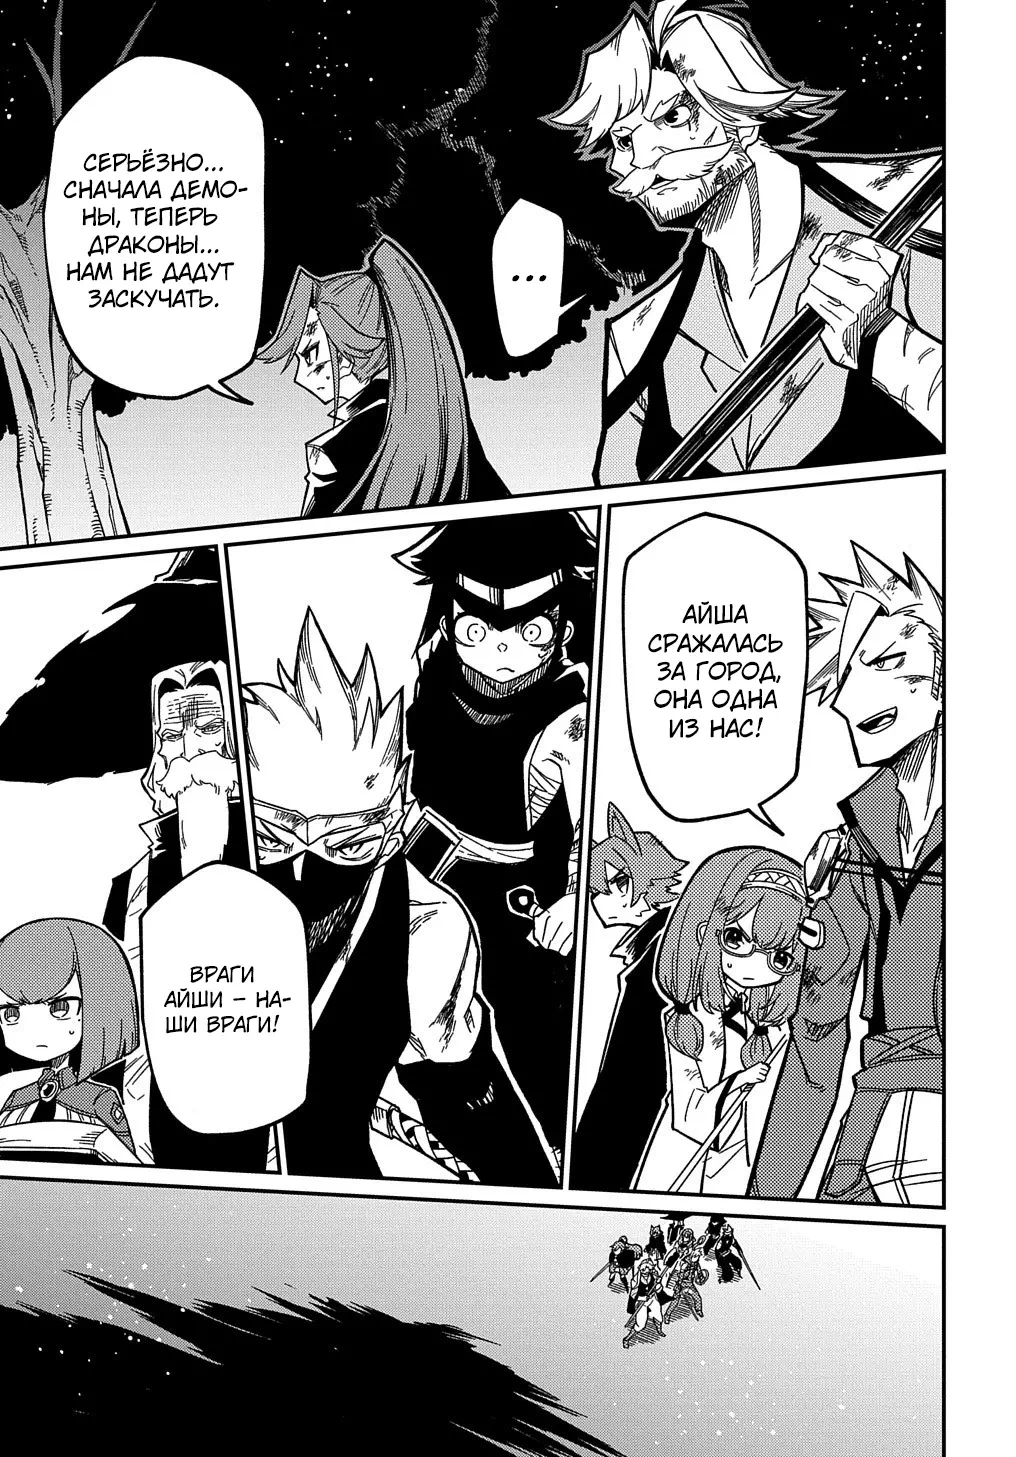 ...
СЕРЬЁЗНО...
СНАЧАЛА ДЕМО-
НЫ, ТЕПЕРЬ
ДРАКОНЫ...
НАМ НЕ ДАДУТ
ЗАСКУЧАТЬ.
АЙША
СРАЖАЛАСЬ
ЗА ГОРОД,
ОНА ОДНА
ИЗ НАС!
ВРАГИ
АЙШИ – НА-
ШИ ВРАГИ!